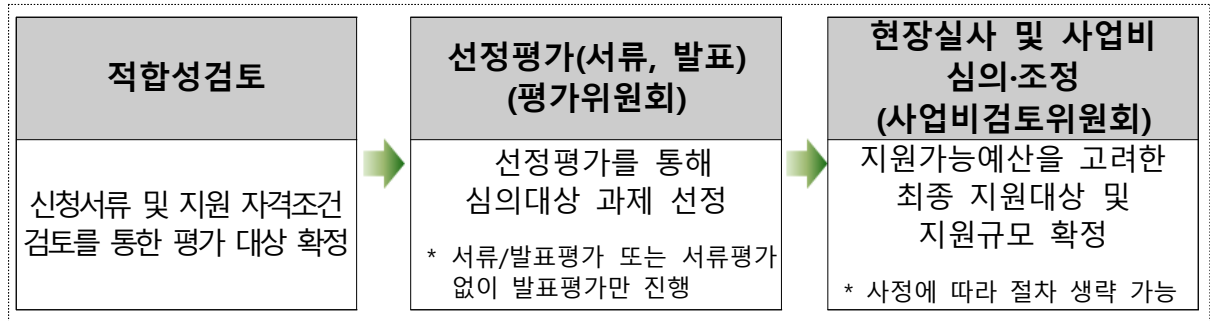 적합성검토
신청서류 및 지원 자격조건
검토를 통한 평가 대상 확정
선정평가(서류, 발표)
(평가위원회)
선정평가를 통해
심의대상 과제 선정
* 서류/발표평가 또는 서류평가
없이 발표평가만 진행
현장실사 및 사업비
심의·조정
(사업비검토위원회)
지원가능예산을 고려한
최종 지원대상 및
지원규모 확정
* 사정에 따라 절차 생략 가능